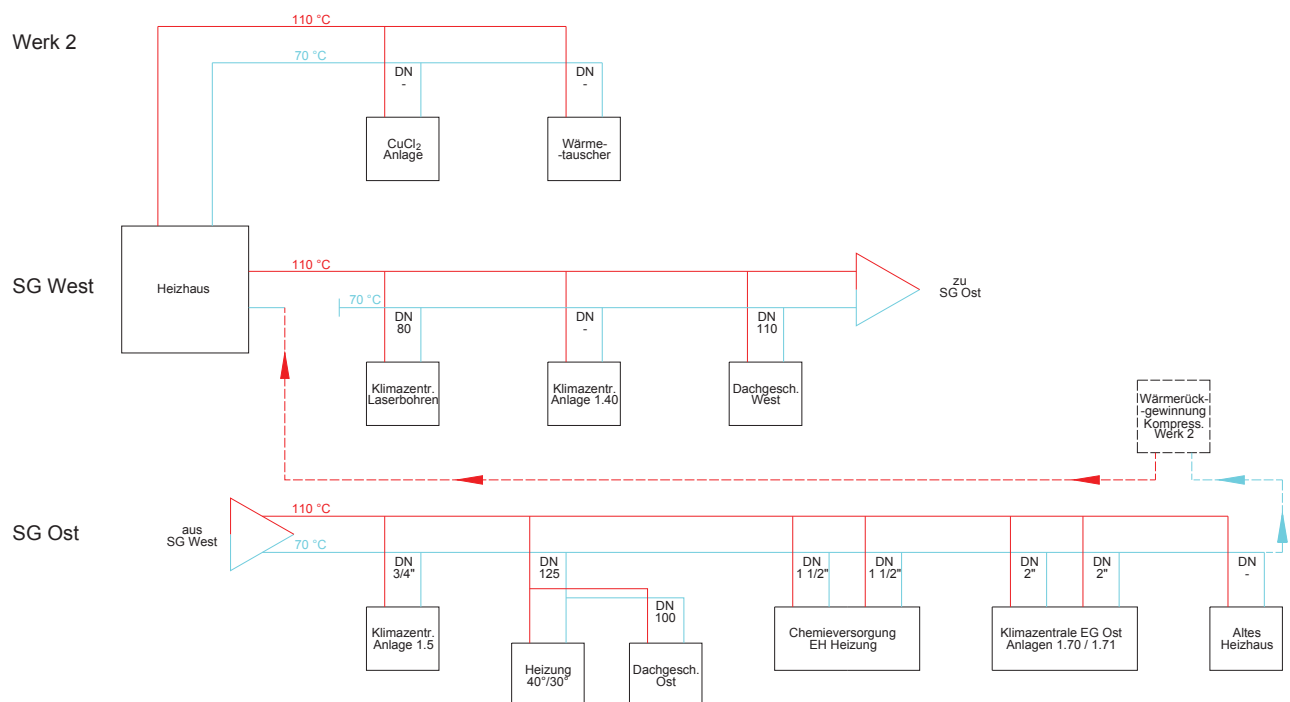 Werk 2
110 °C
70 °C
DN
-
DN
-
CuCl2
Anlage
Wärme-
-tauscher
SG West
Heizhaus
110 °C
70 °C
zu
SG Ost
DN
80
DN
-
DN
110
Klimazentr.
Laserbohren
Klimazentr.
Anlage 1.40
Dachgesch.
West
Wärmerück-
-gewinnung
Kompress.
Werk 2
SG Ost
aus
SG West
110 °C
70 °C
DN
3/4"
DN
125
DN
1 1/2"
DN
1 1/2"
DN
2"
DN
2"
DN
-
DN
100
Klimazentr.
Anlage 1.5
Heizung
40°/30°
Dachgesch.
Ost
Chemieversorgung
EH Heizung
Klimazentrale EG Ost
Anlagen 1.70 / 1.71
Altes
Heizhaus